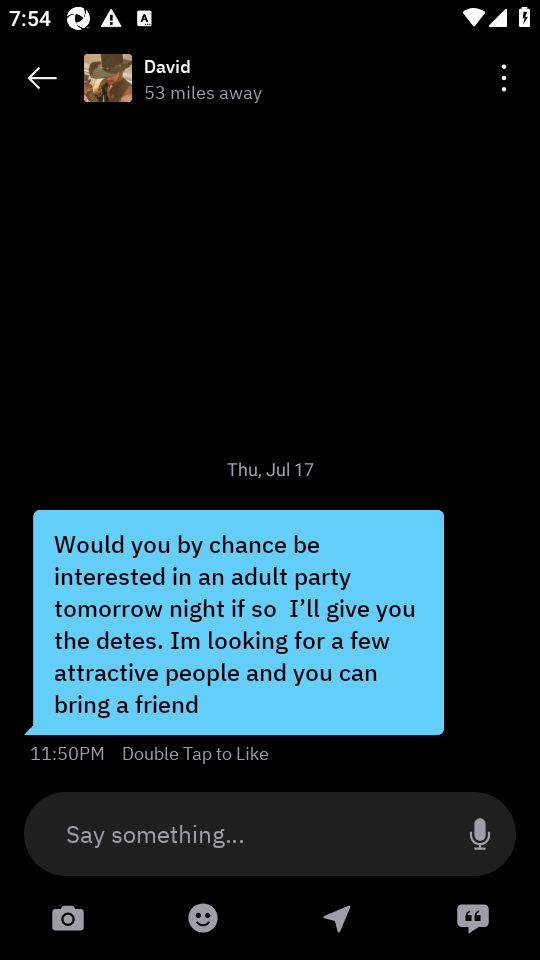 7:54
David
53 miles away
Thu, Jul 17
Would you by chance be
interested in an adult party
tomorrow night if so  I’ll give you
the detes. Im looking for a few
attractive people and you can
bring a friend
11:50PM Double Tap to Like
Say something...